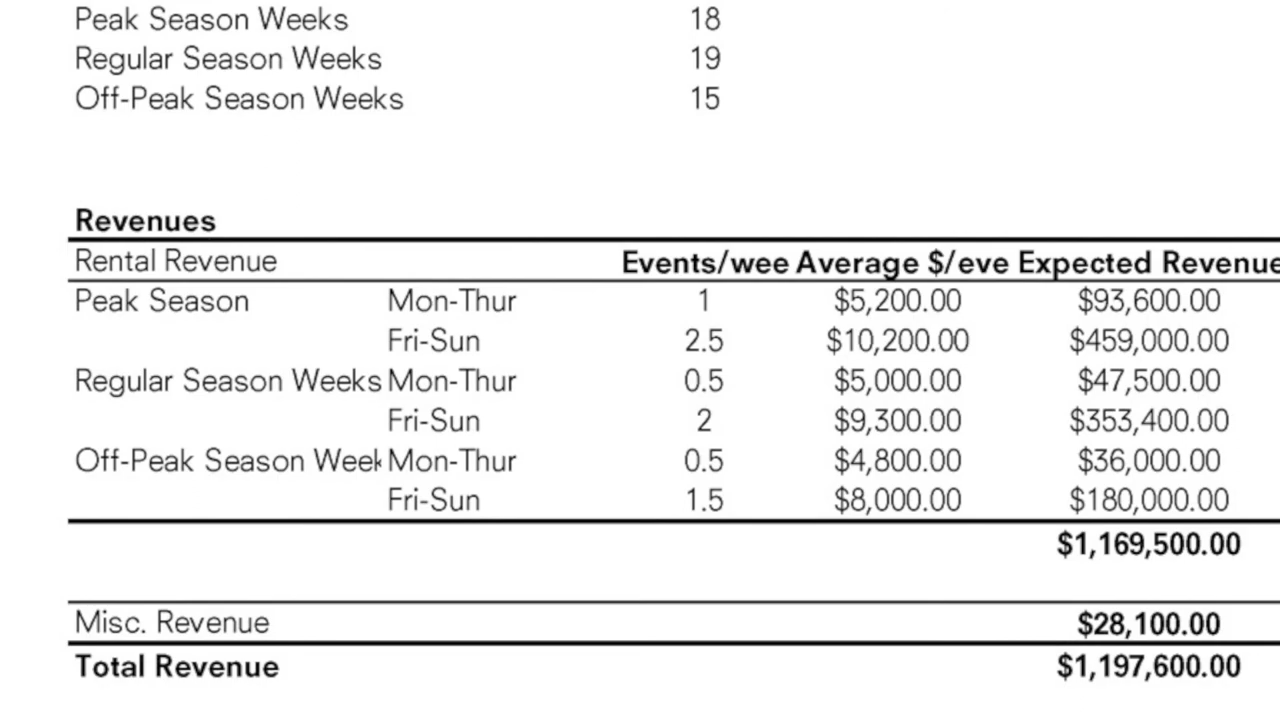 Peak Season Weeks 18
Regular Season Weeks 19
Off-Peak Season Weeks 15
Revenues
Rental Revenue Events/wee Average $/eve Expected Revenue
Peak Season Mon-Thur 1 $5,200.00 $93,600.00
Fri-Sun 2.5 $10,200.00 $459,000.00
Regular Season Weeks Mon-Thur 0.5 $5,000.00 $47,500.00
Fri-Sun 2 $9,300.00 $353,400.00
Off-Peak Season Week Mon-Thur 0.5 $4,800.00 $36,000.00
Fri-Sun 1.5 $8,000.00 $180,000.00
$1,169,500.00
Misc. Revenue $28,100.00
Total Revenue $1,197,600.00